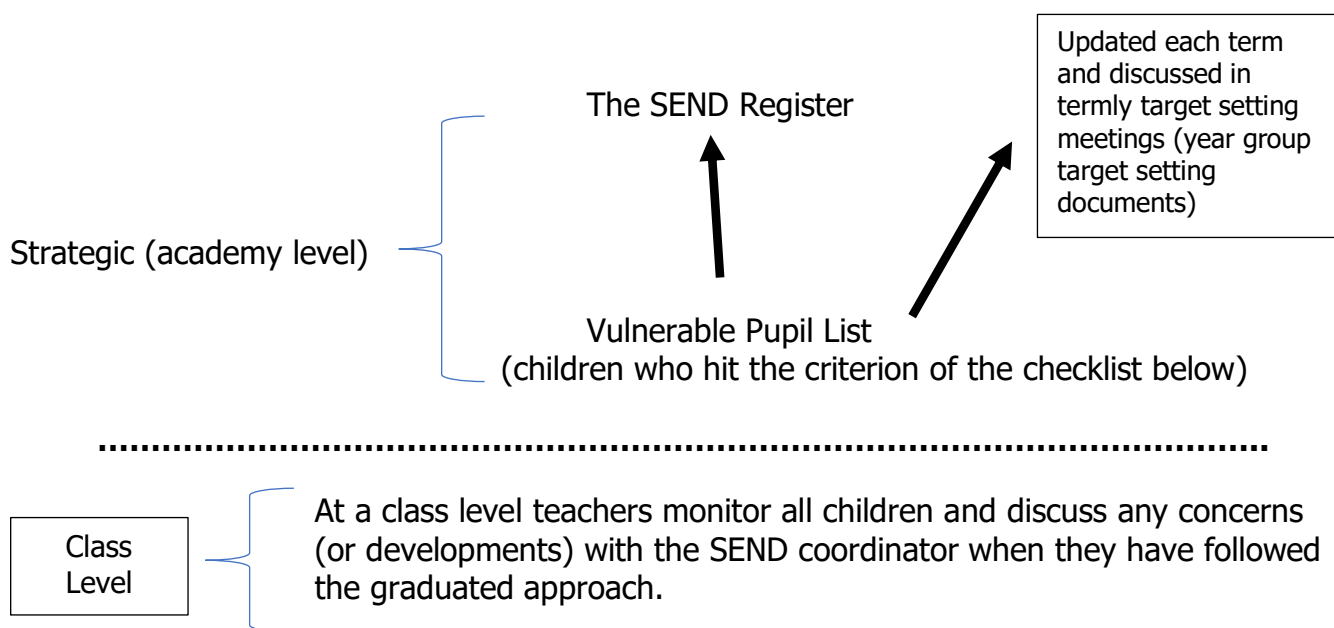 Updated each term
and discussed in
termly target setting
meetings (year group
target setting
documents)
The SEND Register
Strategic (academy level)
Vulnerable Pupil List
(children who hit the criterion of the checklist below)
At a class level teachers monitor all children and discuss any concerns
(or developments) with the SEND coordinator when they have followed
the graduated approach.
Class
Level